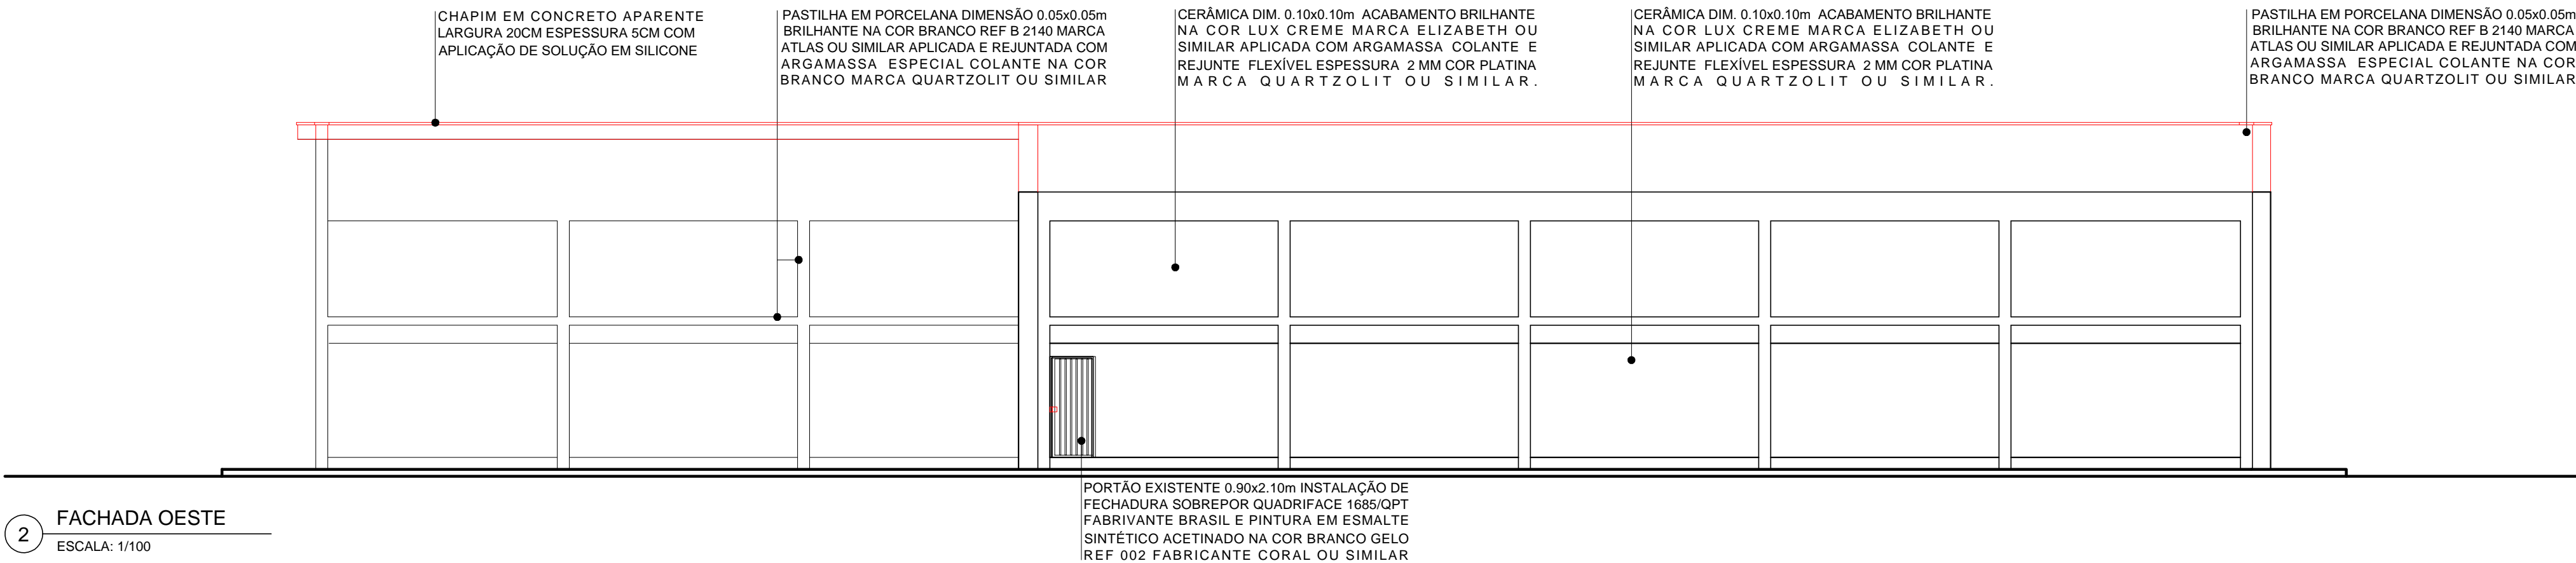 CHAPIM EM CONCRETO APARENTE
LARGURA 20CM ESPESSURA 5CM COM
APLICAÇÃO DE SOLUÇÃO EM SILICONE
PASTILHA EM PORCELANA DIMENSÃO 0.05x0.05m
BRILHANTE NA COR BRANCO REF B 2140 MARCA
ATLAS OU SIMILAR APLICADA E REJUNTADA COM
ARGAMASSA ESPECIAL COLANTE NA COR
BRANCO MARCA QUARTZOLIT OU SIMILAR
CERÂMICA DIM. 0.10x0.10m ACABAMENTO BRILHANTE
NA COR LUX CREME MARCA ELIZABETH OU
SIMILAR APLICADA COM ARGAMASSA COLANTE E
REJUNTE FLEXÍVEL ESPESSURA 2 MM COR PLATINA
MARCA QUARTZOLIT OU SIMILAR.
CERÂMICA DIM. 0.10x0.10m ACABAMENTO BRILHANTE
NA COR LUX CREME MARCA ELIZABETH OU
SIMILAR APLICADA COM ARGAMASSA COLANTE E
REJUNTE FLEXÍVEL ESPESSURA 2 MM COR PLATINA
MARCA QUARTZOLIT OU SIMILAR.
PASTILHA EM PORCELANA DIMENSÃO 0.05x0.05m
BRILHANTE NA COR BRANCO REF B 2140 MARCA
ATLAS OU SIMILAR APLICADA E REJUNTADA COM
ARGAMASSA ESPECIAL COLANTE NA COR
BRANCO MARCA QUARTZOLIT OU SIMILAR
PORTÃO EXISTENTE 0.90x2.10m INSTALAÇÃO DE
FECHADURA SOBREPOR QUADRIFACE 1685/QPT
FABRIVANTE BRASIL E PINTURA EM ESMALTE
SINTÉTICO ACETINADO NA COR BRANCO GELO
REF 002 FABRICANTE CORAL OU SIMILAR
2
FACHADA OESTE
ESCALA: 1/100